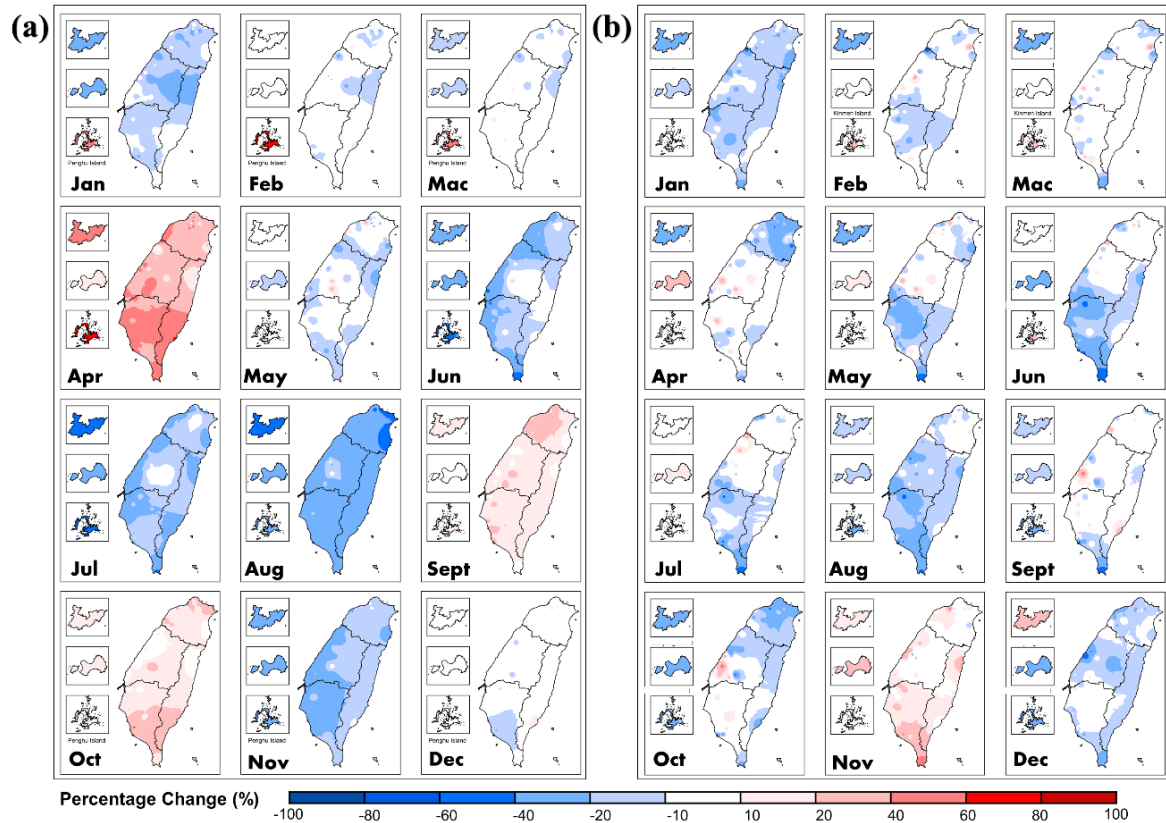 (a)
(b)
Penghu Island
Jan
Penghu Island
Feb
Penghu Island
Mac
Jan
Kinmen Island
Feb
Kinmen Island
Mac
Apr
May
Jun
Apr
May
Jun
Jul
Aug
Sept
Jul
Aug
Sept
Oct
Penghu Island
Nov
Penghu Island
Dec
Oct
Nov
Dec
Percentage Change (%)
-100 -80 -60 -40 -20 -10 10 20 40 60 80 100